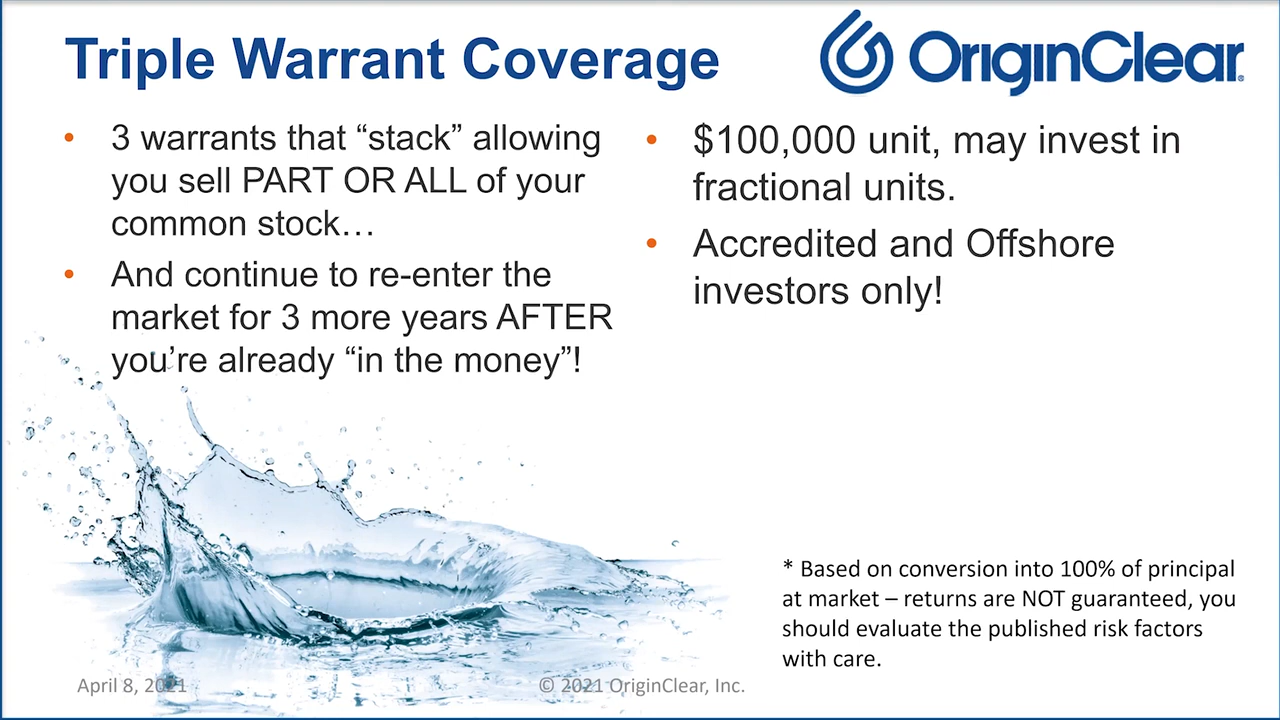 Triple Warrant Coverage
OriginClear®
• 3 warrants that “stack” allowing
you sell PART OR ALL of your
common stock…
• And continue to re-enter the
market for 3 more years AFTER
you’re already “in the money”!
• $100,000 unit, may invest in
fractional units.
• Accredited and Offshore
investors only!
* Based on conversion into 100% of principal
at market – returns are NOT guaranteed, you
should evaluate the published risk factors
with care.
April 8, 2021
© 2021 OriginClear, Inc.